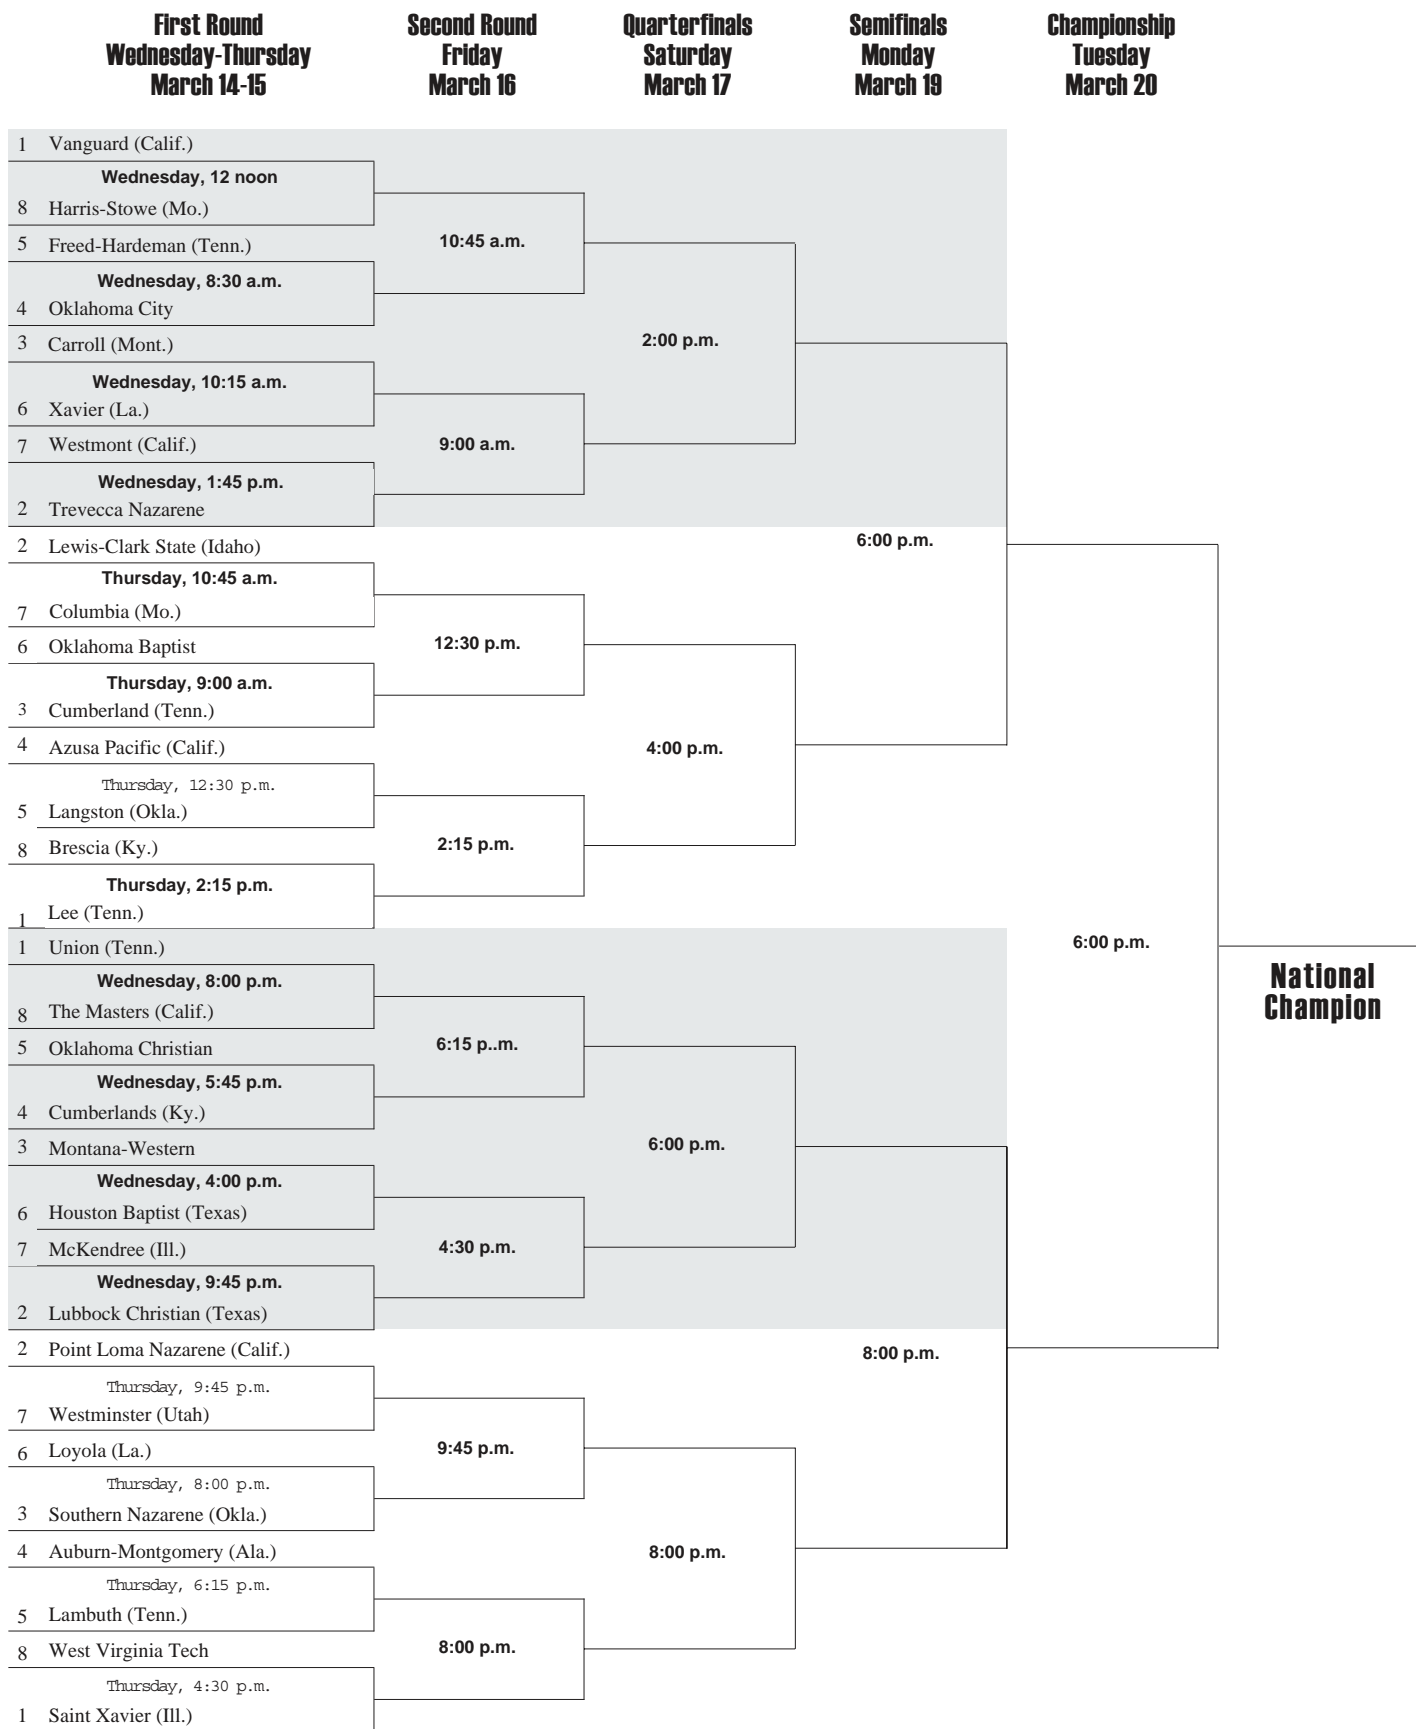 First Round
Wednesday-Thursday
March 14-15
Second Round
Friday
March 16
Quarterfinals
Saturday
March 17
Semifinals
Monday
March 19
Championship
Tuesday
March 20
1 Vanguard (Calif.)
Wednesday, 12 noon
8 Harris-Stowe (Mo.)
5 Freed-Hardeman (Tenn.)
10:45 a.m.
Wednesday, 8:30 a.m.
4 Oklahoma City
3 Carroll (Mont.)
2:00 p.m.
Wednesday, 10:15 a.m.
6 Xavier (La.)
7 Westmont (Calif.)
9:00 a.m.
Wednesday, 1:45 p.m.
2 Trevecca Nazarene
2 Lewis-Clark State (Idaho)
6:00 p.m.
Thursday, 10:45 a.m.
7 Columbia (Mo.)
6 Oklahoma Baptist
12:30 p.m.
Thursday, 9:00 a.m.
3 Cumberland (Tenn.)
4 Azusa Pacific (Calif.)
4:00 p.m.
Thursday, 12:30 p.m.
5 Langston (Okla.)
8 Brescia (Ky.)
2:15 p.m.
Thursday, 2:15 p.m.
1 Lee (Tenn.)
1 Union (Tenn.)
6:00 p.m.
National
Champion
Wednesday, 8:00 p.m.
8 The Masters (Calif.)
5 Oklahoma Christian
6:15 p..m.
Wednesday, 5:45 p.m.
4 Cumberlands (Ky.)
3 Montana-Western
6:00 p.m.
Wednesday, 4:00 p.m.
6 Houston Baptist (Texas)
7 McKendree (Ill.)
4:30 p.m.
Wednesday, 9:45 p.m.
2 Lubbock Christian (Texas)
2 Point Loma Nazarene (Calif.)
8:00 p.m.
Thursday, 9:45 p.m.
7 Westminster (Utah)
6 Loyola (La.)
9:45 p.m.
Thursday, 8:00 p.m.
3 Southern Nazarene (Okla.)
4 Auburn-Montgomery (Ala.)
8:00 p.m.
Thursday, 6:15 p.m.
5 Lambuth (Tenn.)
8 West Virginia Tech
8:00 p.m.
Thursday, 4:30 p.m.
1 Saint Xavier (Ill.)